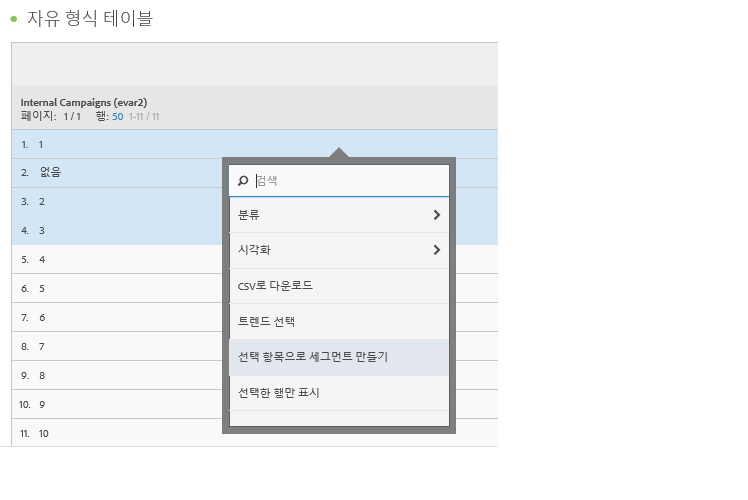 자유 형식 테이블
Internal Campaigns (evar2)
페이지: 1 / 1 행: 50 1-11 / 11
1. 1
2. 없음
3. 2
4. 3
5. 4
6. 5
7. 6
8. 7
9. 8
10. 9
11. 10
검색
분류
시각화
CSV로 다운로드
트렌드 선택
선택 항목으로 세그먼트 만들기
선택한 행만 표시